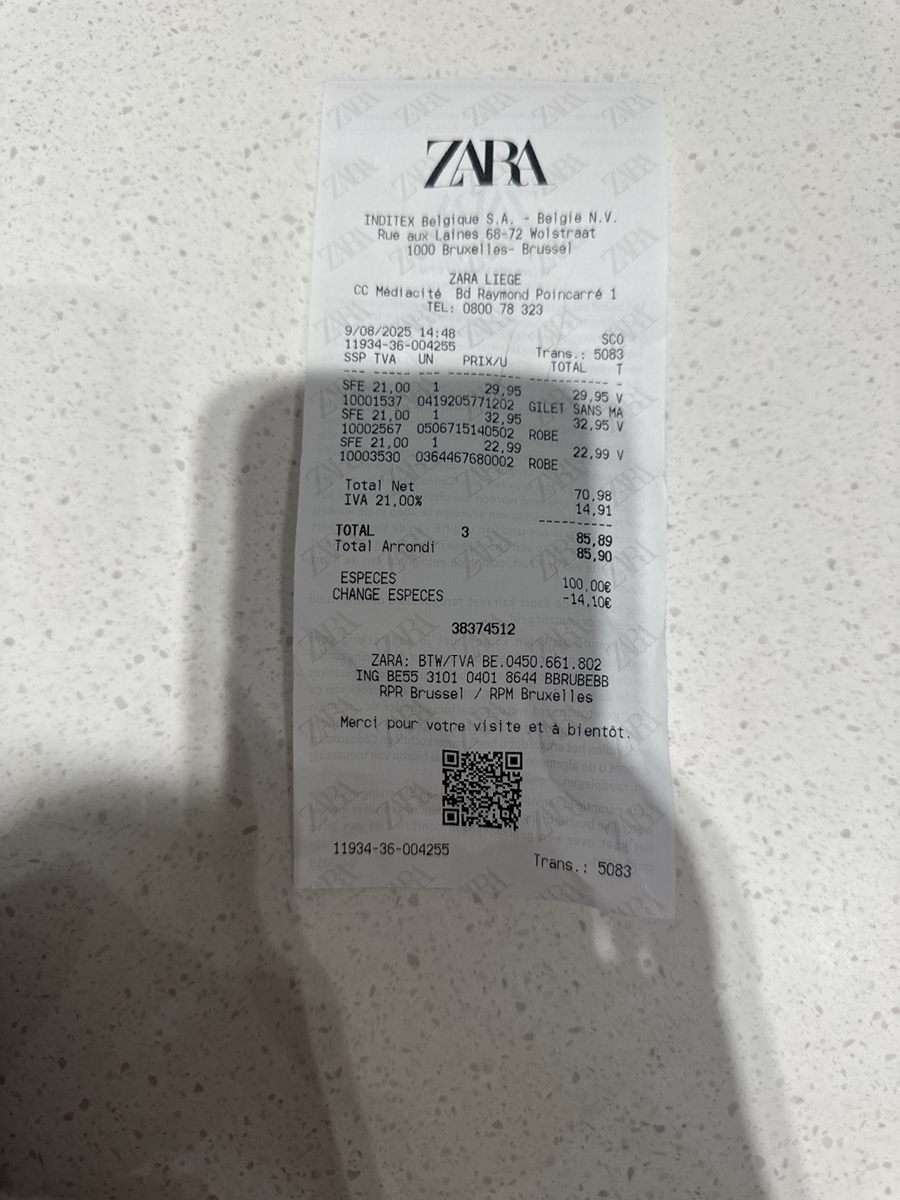 ZARA
INDITEX Belgique S.A. - België N.V.
Rue aux Laines 68-72 Wolstraat
1000 Bruxelles- Brussel
ZARA LIEGE
CC Médiacité Bd Raymond Poincarré 1
TEL: 0800 78 323
9/08/2025 14:48 SCO
11934-36-004255 Trans.: 5083
SSP TVA UN PRIX/U TOTAL T
--- ---------------------------- -
SFE 21,00 1 29,95 29,95 V
10001537 0419205771202 GILET SANS MA
SFE 21,00 1 32,95 32,95 V
10002567 0506715140502 ROBE
SFE 21,00 1 22,99 22,99 V
10003530 0364467680002 ROBE
Total Net 70,98
IVA 21,00% 14,91
----------
TOTAL 3 85,89
Total Arrondi 85,90
ESPECES 100,00€
CHANGE ESPECES -14,10€
38374512
ZARA: BTW/TVA BE.0450.661.802
ING BE55 3101 0401 8644 BBRUBEBB
RPR Brussel / RPM Bruxelles
Merci pour votre visite et à bientôt.
11934-36-004255 Trans.: 5083